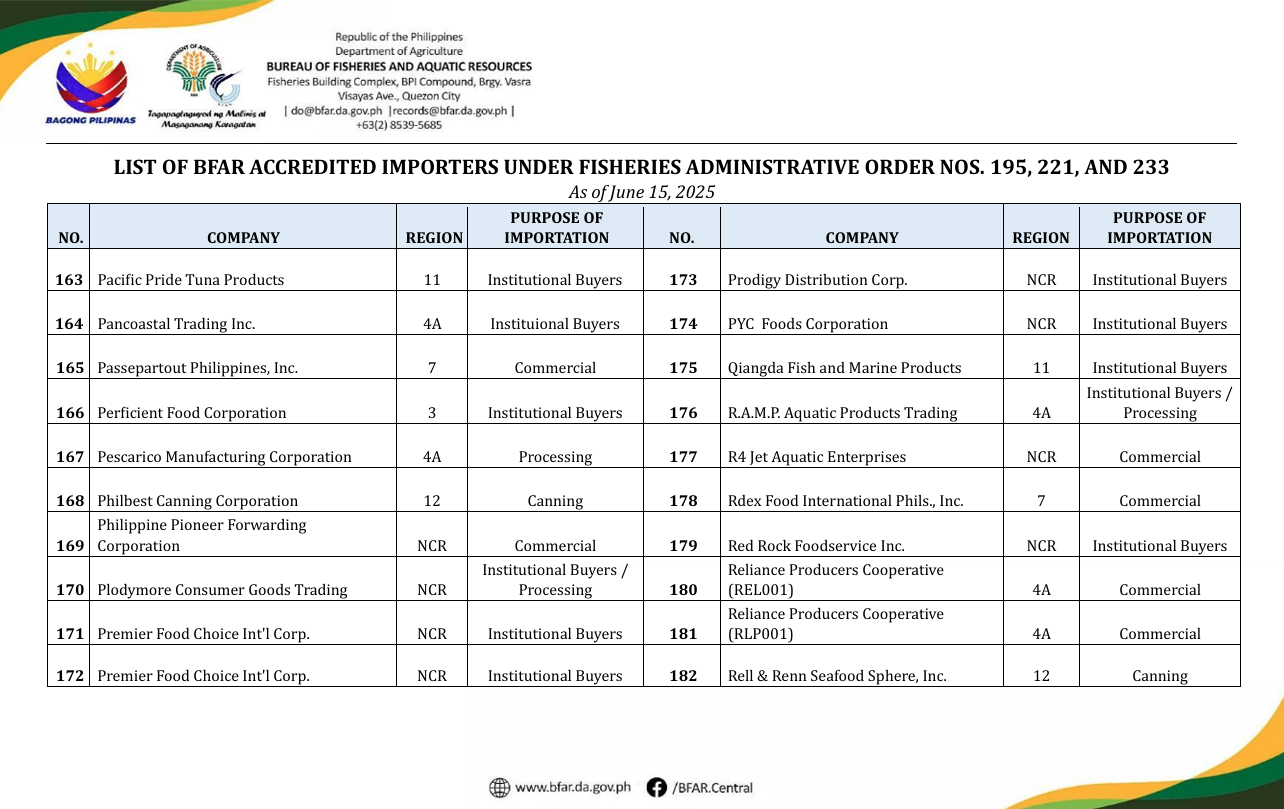 Republic of the Philippines
Department of Agriculture
BUREAU OF FISHERIES AND AQUATIC RESOURCES
Fisheries Building Complex, BPI Compound, Brgy. Vasra
Visayas Ave., Quezon City
| do@bfar.da.gov.ph |records@bfar.da.gov.ph |
+63(2) 8539-5685
BAGONG PILIPINAS
DEPARTMENT OF AGRICULTURE
Tagapagtaguyod ng Malinis at
Masaganang Karagatan
LIST OF BFAR ACCREDITED IMPORTERS UNDER FISHERIES ADMINISTRATIVE ORDER NOS. 195, 221, AND 233
As of June 15, 2025
NO. COMPANY REGION PURPOSE OF IMPORTATION NO. COMPANY REGION PURPOSE OF IMPORTATION
163 Pacific Pride Tuna Products 11 Institutional Buyers 173 Prodigy Distribution Corp. NCR Institutional Buyers
164 Pancoastal Trading Inc. 4A Instituional Buyers 174 PYC Foods Corporation NCR Institutional Buyers
165 Passepartout Philippines, Inc. 7 Commercial 175 Qiangda Fish and Marine Products 11 Institutional Buyers
166 Perficient Food Corporation 3 Institutional Buyers 176 R.A.M.P. Aquatic Products Trading 4A Institutional Buyers / Processing
167 Pescarico Manufacturing Corporation 4A Processing 177 R4 Jet Aquatic Enterprises NCR Commercial
168 Philbest Canning Corporation 12 Canning 178 Rdex Food International Phils., Inc. 7 Commercial
169 Philippine Pioneer Forwarding Corporation NCR Commercial 179 Red Rock Foodservice Inc. NCR Institutional Buyers
170 Plodymore Consumer Goods Trading NCR Institutional Buyers / Processing 180 Reliance Producers Cooperative (REL001) 4A Commercial
171 Premier Food Choice Int'l Corp. NCR Institutional Buyers 181 Reliance Producers Cooperative (RLP001) 4A Commercial
172 Premier Food Choice Int'l Corp. NCR Institutional Buyers 182 Rell & Renn Seafood Sphere, Inc. 12 Canning
www.bfar.da.gov.ph /BFAR.Central